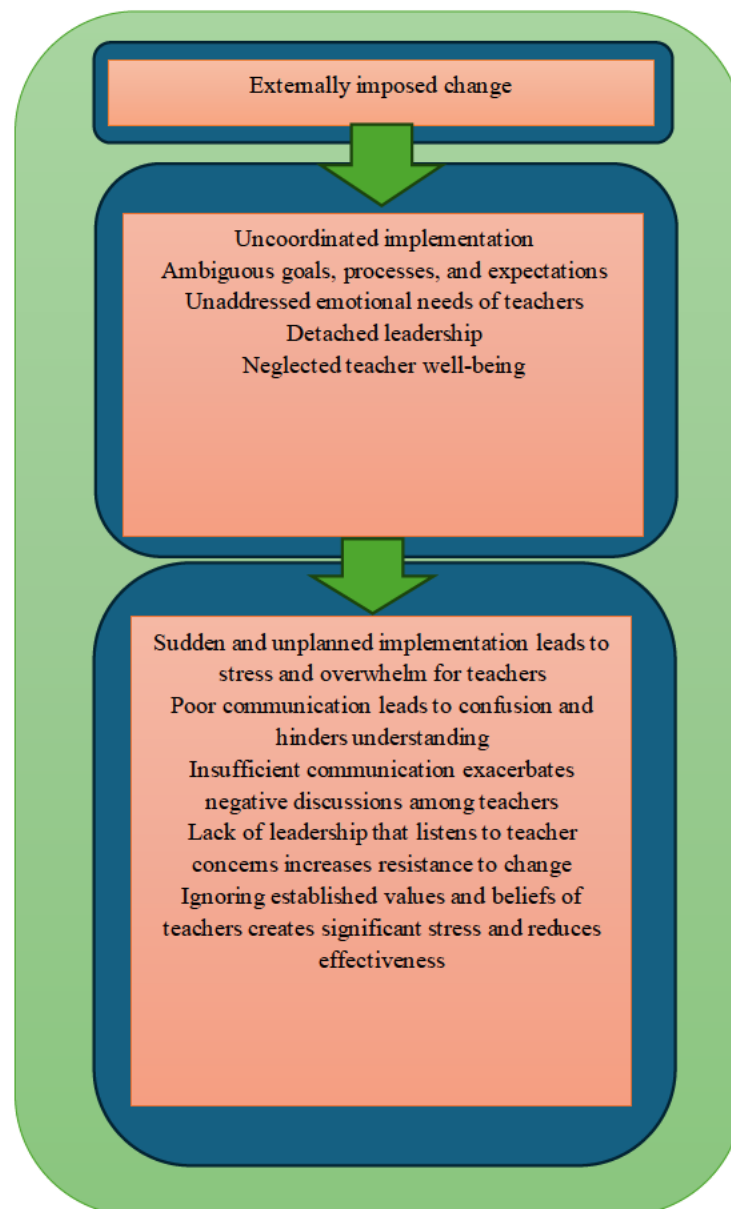 Externally imposed change
Uncoordinated implementation
Ambiguous goals, processes, and expectations
Unaddressed emotional needs of teachers
Detached leadership
Neglected teacher well-being
Sudden and unplanned implementation leads to
stress and overwhelm for teachers
Poor communication leads to confusion and
hinders understanding
Insufficient communication exacerbates
negative discussions among teachers
Lack of leadership that listens to teacher
concerns increases resistance to change
Ignoring established values and beliefs of
teachers creates significant stress and reduces
effectiveness